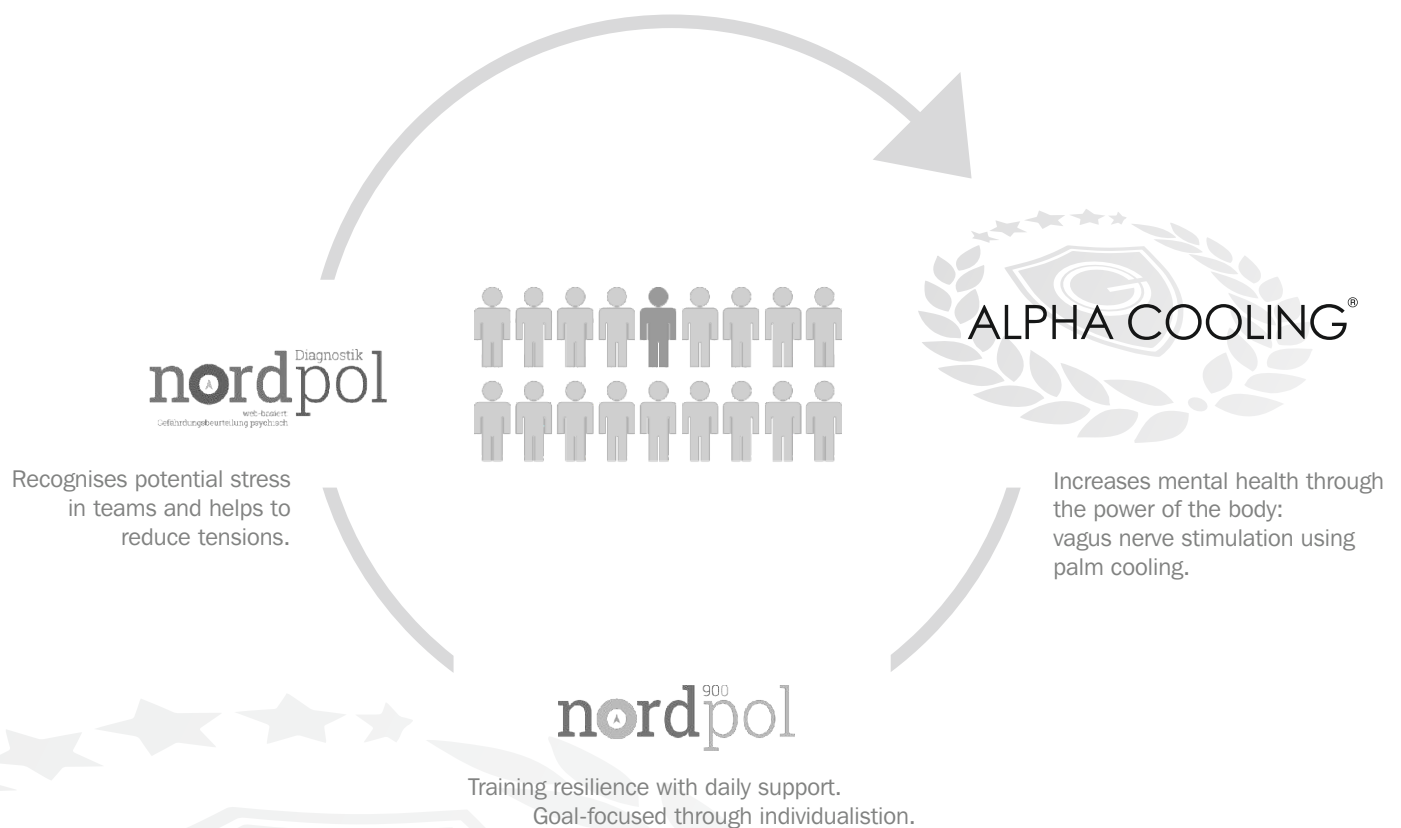 Diagnostik
nordpol
web-basiert
Gefährdungsbeurteilung psychisch
Recognises potential stress
in teams and helps to
reduce tensions.
ALPHA COOLING®
Increases mental health through
the power of the body:
vagus nerve stimulation using
palm cooling.
900
nordpol
Training resilience with daily support.
Goal-focused through individualistion.